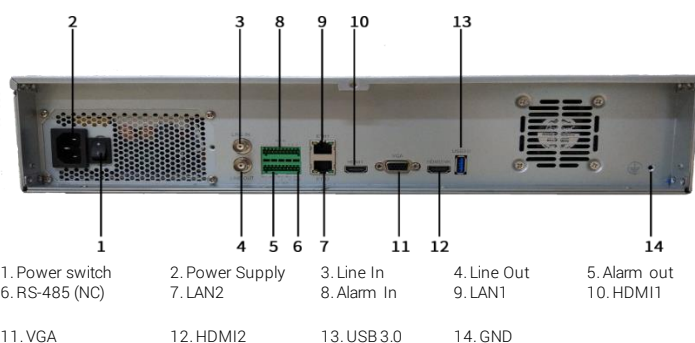 2 3 8 9 10 13
1 4 5 6 7 11 12 14
1. Power switch 2. Power Supply 3. Line In 4. Line Out 5. Alarm out
6. RS-485 (NC) 7. LAN2 8. Alarm In 9. LAN1 10. HDMI1
11. VGA 12. HDMI2 13. USB 3.0 14. GND